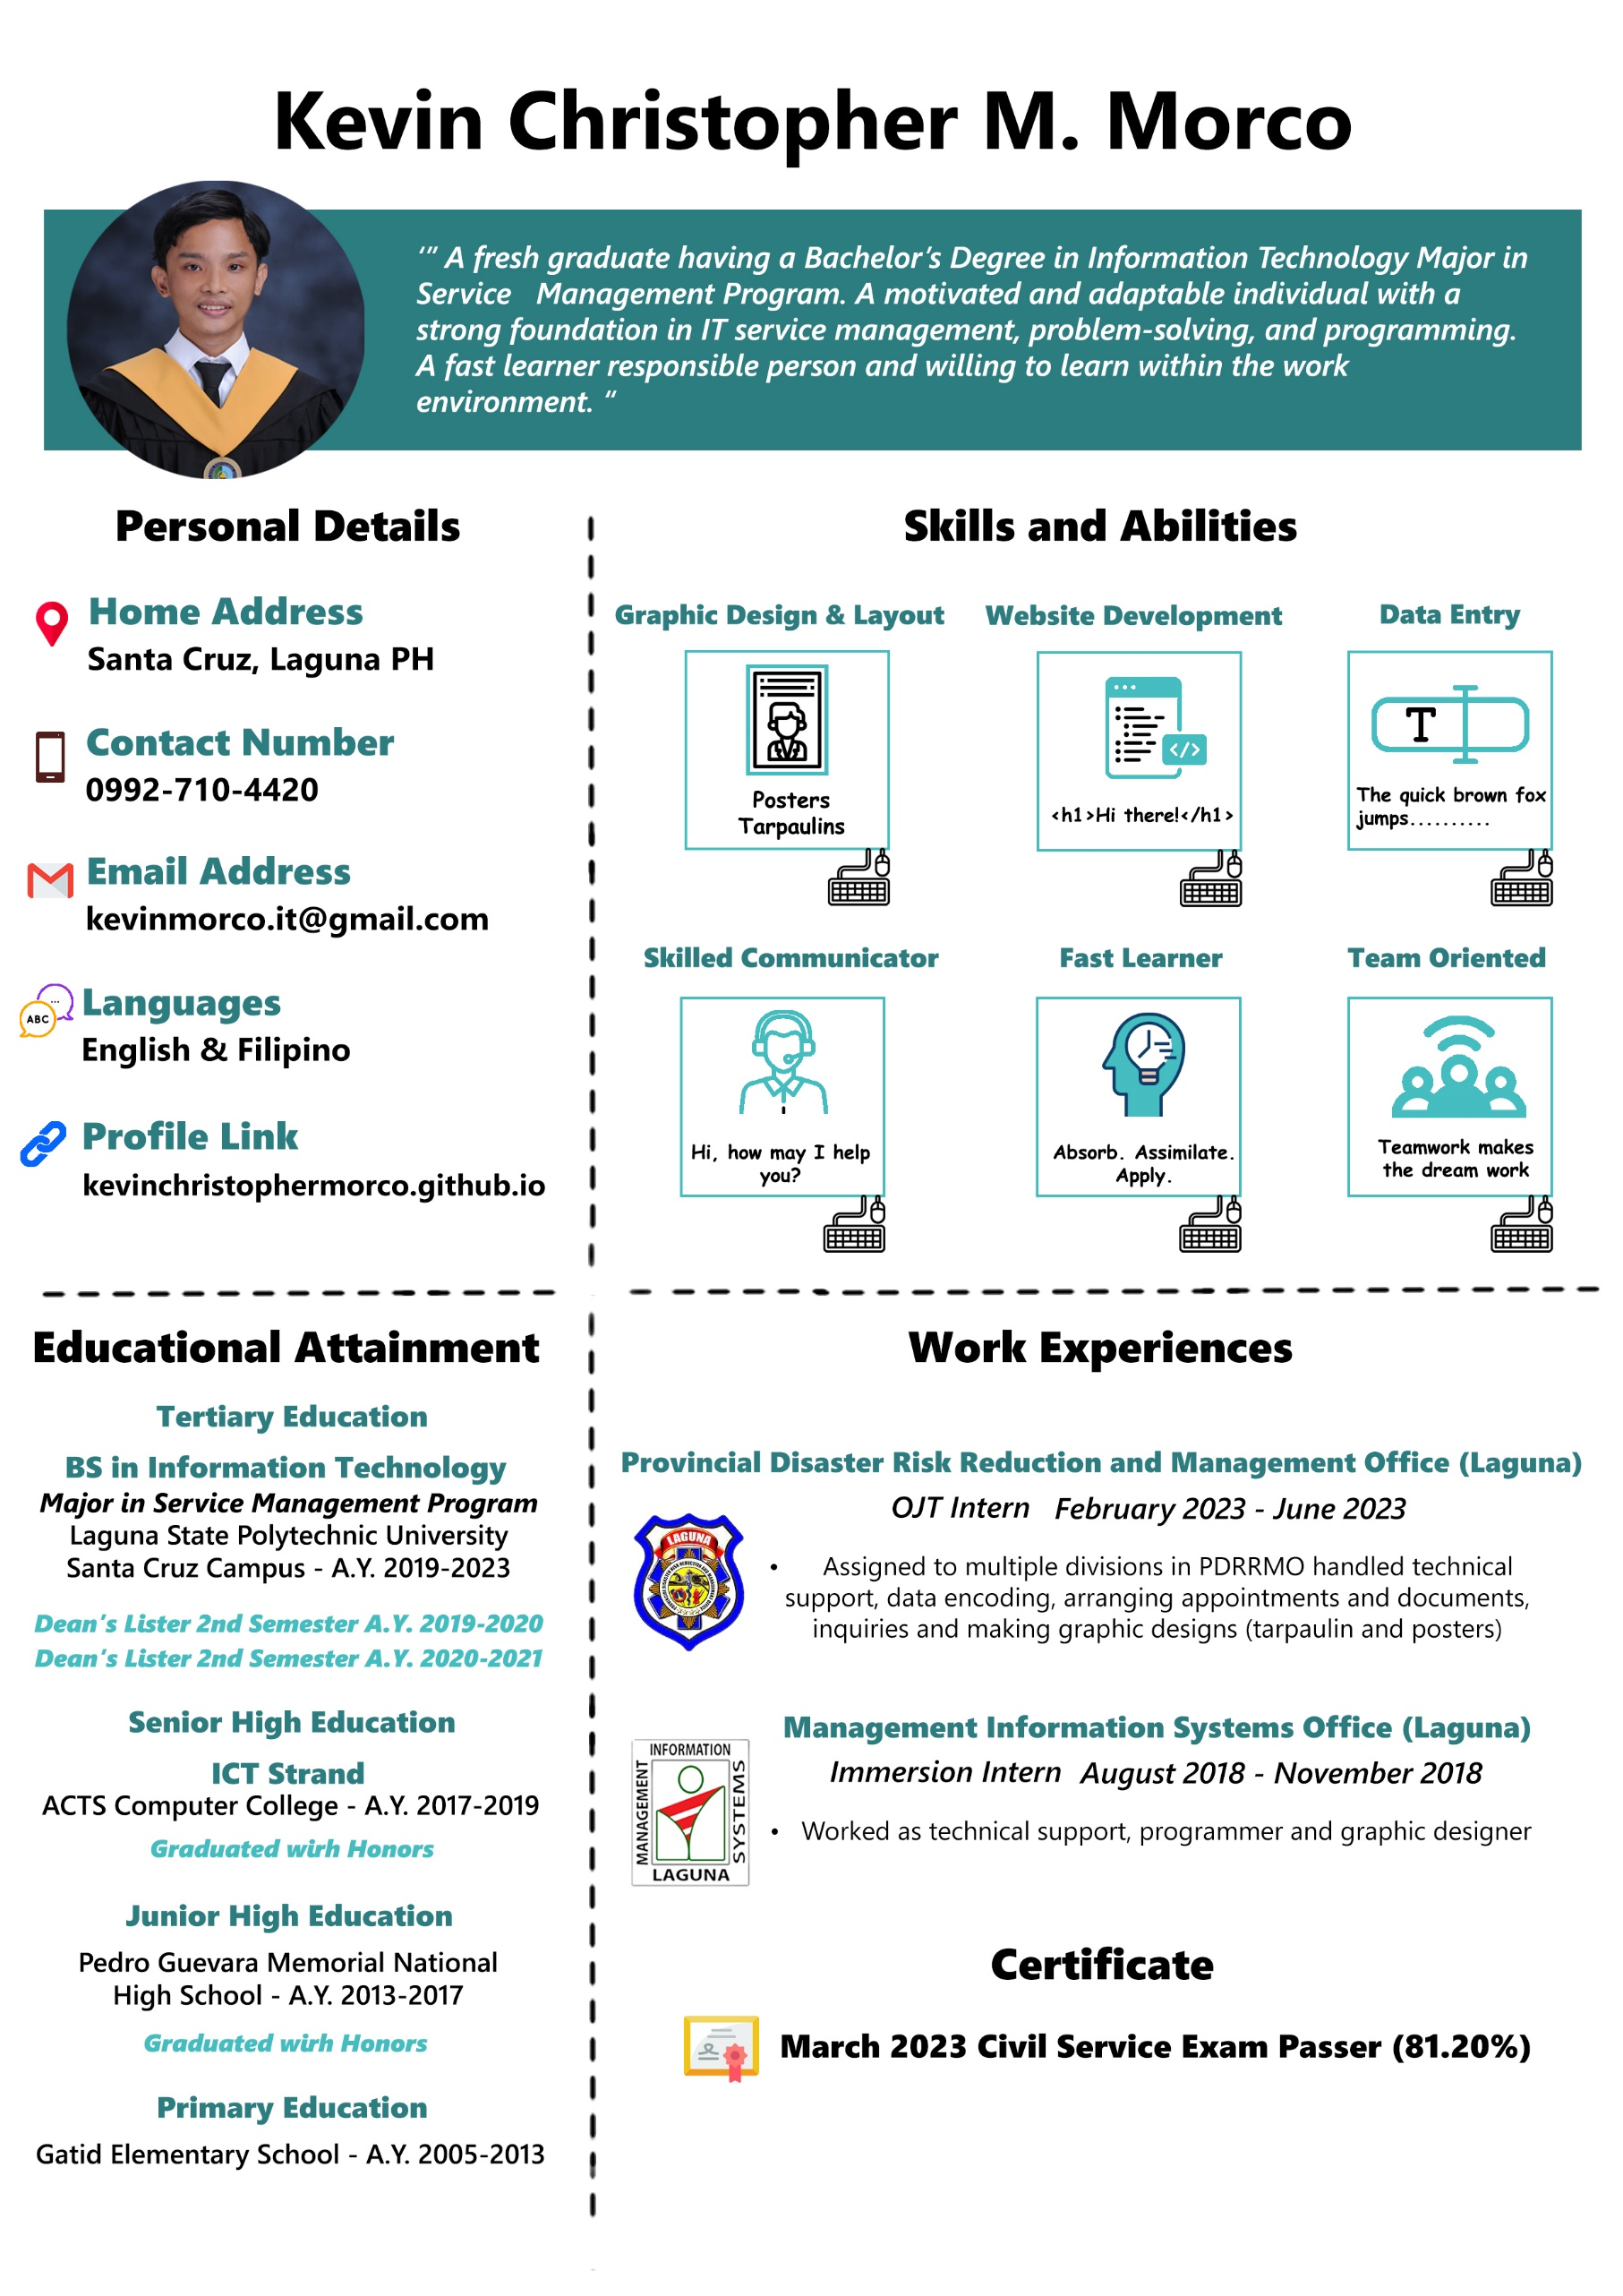 Kevin Christopher M. Morco
‘” A fresh graduate having a Bachelor’s Degree in Information Technology Major in
Service Management Program. A motivated and adaptable individual with a
strong foundation in IT service management, problem-solving, and programming.
A fast learner responsible person and willing to learn within the work
environment. “
Personal Details
Home Address
Santa Cruz, Laguna PH
Contact Number
0992-710-4420
Email Address
kevinmorco.it@gmail.com
ABC
...
Languages
English & Filipino
Profile Link
kevinchristophermorco.github.io
Skills and Abilities
Graphic Design & Layout
Posters
Tarpaulins
Website Development
</>
<h1>Hi there!</h1>
Data Entry
T
The quick brown fox
jumps..........
Skilled Communicator
Hi, how may I help
you?
Fast Learner
Absorb. Assimilate.
Apply.
Team Oriented
Teamwork makes
the dream work
Educational Attainment
Tertiary Education
BS in Information Technology
Major in Service Management Program
Laguna State Polytechnic University
Santa Cruz Campus - A.Y. 2019-2023
Dean's Lister 2nd Semester A.Y. 2019-2020
Dean's Lister 2nd Semester A.Y. 2020-2021
Senior High Education
ICT Strand
ACTS Computer College - A.Y. 2017-2019
Graduated wirh Honors
Junior High Education
Pedro Guevara Memorial National
High School - A.Y. 2013-2017
Graduated wirh Honors
Primary Education
Gatid Elementary School - A.Y. 2005-2013
Work Experiences
Provincial Disaster Risk Reduction and Management Office (Laguna)
OJT Intern February 2023 - June 2023
LAGUNA
• Assigned to multiple divisions in PDRRMO handled technical
support, data encoding, arranging appointments and documents,
inquiries and making graphic designs (tarpaulin and posters)
Management Information Systems Office (Laguna)
Immersion Intern August 2018 - November 2018
MANAGEMENT
INFORMATION
SYSTEMS
LAGUNA
• Worked as technical support, programmer and graphic designer
Certificate
March 2023 Civil Service Exam Passer (81.20%)